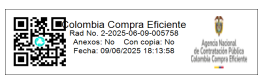 Colombia Compra Eficiente
Rad No. 2-2025-06-09-005758
Anexos: No Con copia: No
Fecha: 09/06/2025 18:13:58
Agencia Nacional
de Contratación Pública
Colombia Compra Eficiente